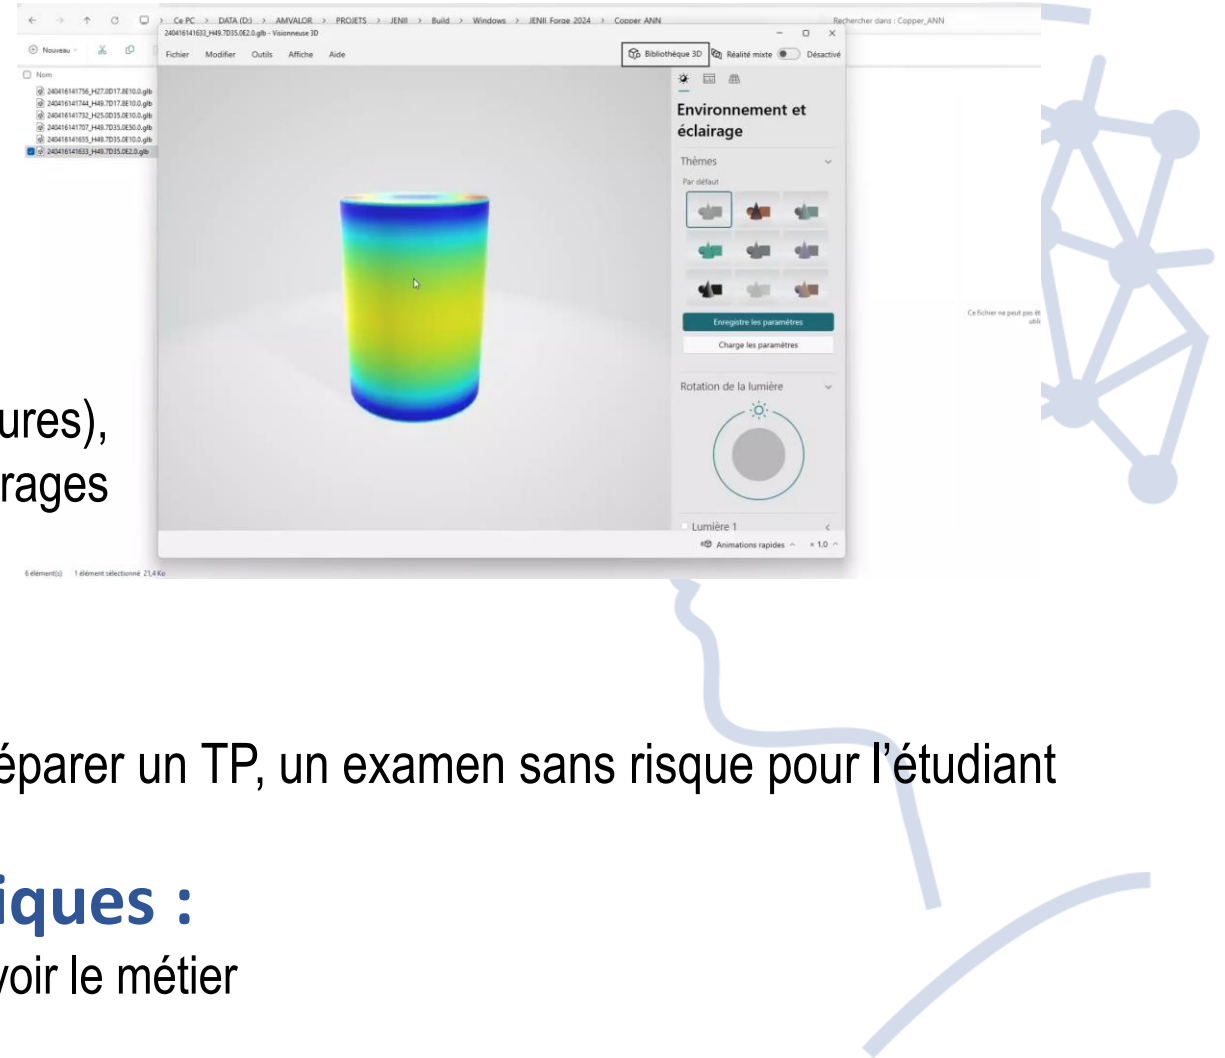 Ce PC > DATA (D:) > AMVALOR > PROJETS > JENII > Build > Windows > JENII Forge 2024 > Copper_ANN
Rechercher dans : Copper_ANN
240416141633_H49.7D35.0E2.0.glb - Visionneuse 3D
Nouveau
Fichier Modifier Outils Affiche Aide
Bibliothèque 3D Réalité mixte Désactivé
Nom
240416141756_H27.0D17.8E10.0.glb
240416141744_H49.7D17.8E10.0.glb
240416141732_H25.0D35.0E10.0.glb
240416141707_H49.7D35.0E50.0.glb
240416141655_H49.7D35.0E10.0.glb
240416141633_H49.7D35.0E2.0.glb
Environnement et
éclairage
Thèmes
Par défaut
Enregistre les paramètres
Charge les paramètres
Ce fichier ne peut pas
Rotation de la lumière
Lumière 1
Animations rapides × 1.0
6 élément(s) 1 élément sélectionné 21,4 Ko
ures),
rages
éparer un TP, un examen sans risque pour l’étudiant
iques :
voir le métier